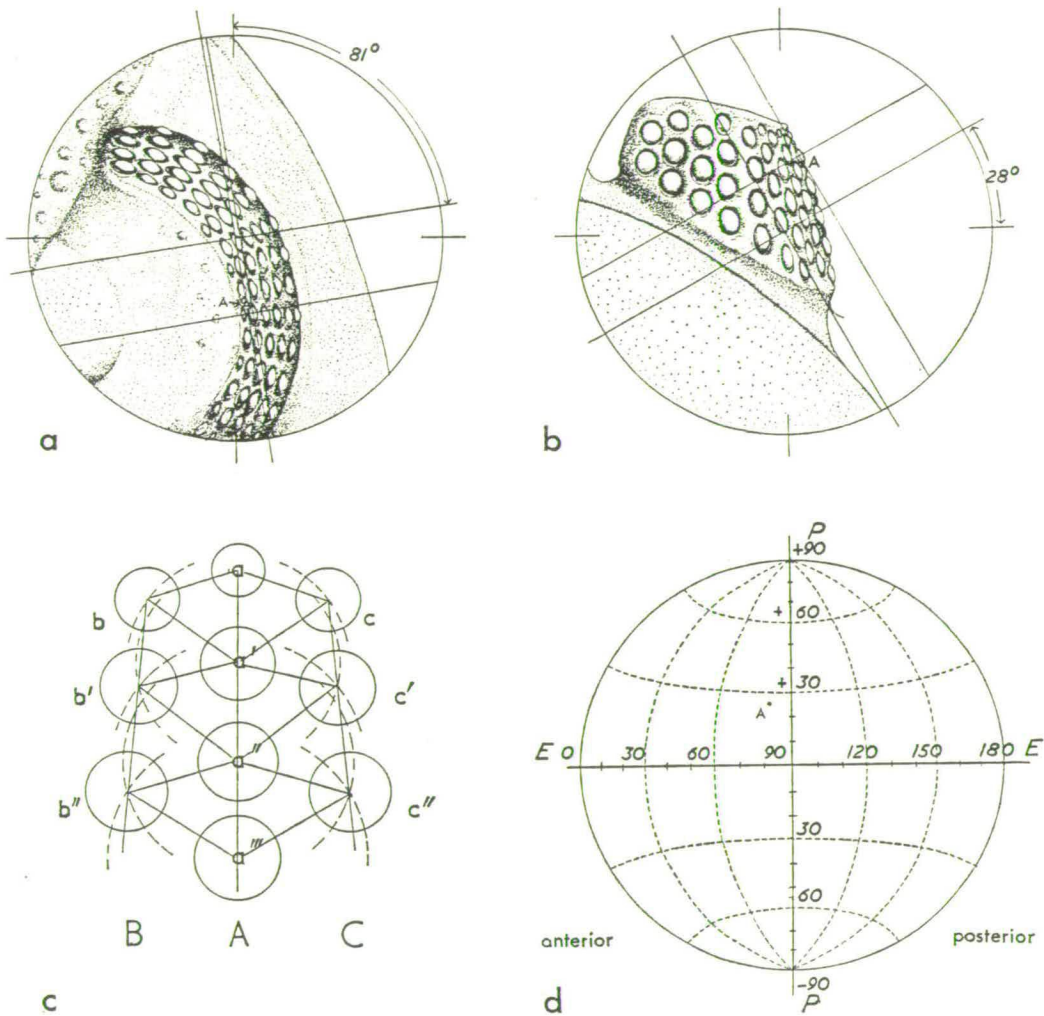 81°
A
a
28°
A
b
a
b
c
a'
b'
c'
a"
b"
c"
a'''
B A C
c
P
+90
+ 60
+ 30
A
E 0 30 60 90 120 150 180 E
30
60
anterior
posterior
-90
P
d